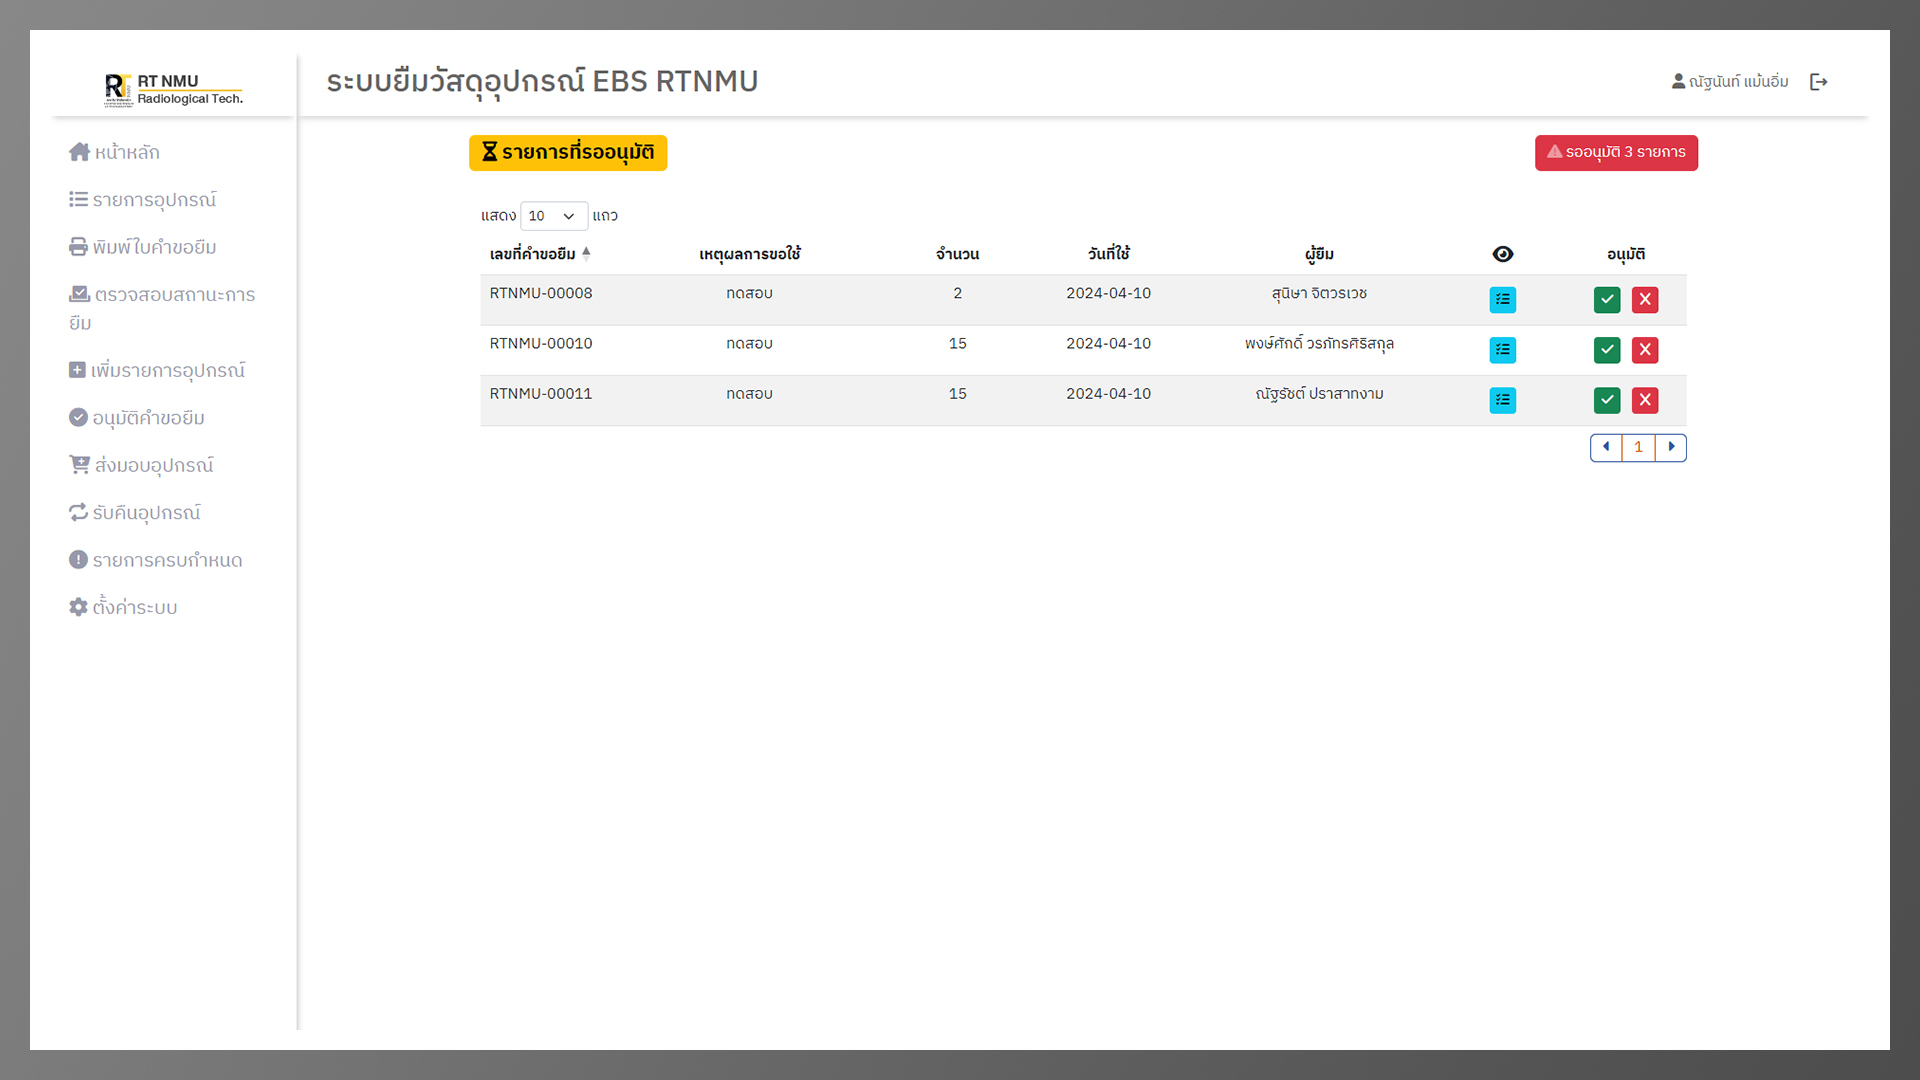 RT NMU
Radiological Tech.
ระบบยืมวัสดุอุปกรณ์ EBS RTNMU
ณัฐนันท์ แม้นอิ่ม
หน้าหลัก
รายการอุปกรณ์
พิมพ์ใบคำขอยืม
ตรวจสอบสถานะการ
ยืม
เพิ่มรายการอุปกรณ์
อนุมัติคำขอยืม
ส่งมอบอุปกรณ์
รับคืนอุปกรณ์
รายการครบกำหนด
ตั้งค่าระบบ
รายการที่รออนุมัติ
รออนุมัติ 3 รายการ
แสดง 10 แถว
เลขที่คำขอยืม เหตุผลการขอใช้ จำนวน วันที่ใช้ ผู้ยืม อนุมัติ
RTNMU-00008 ทดสอบ 2 2024-04-10 สุนิษา จิตวรเวช
RTNMU-00010 ทดสอบ 15 2024-04-10 พงษ์ศักดิ์ วรภัทรศิริสกุล
RTNMU-00011 ทดสอบ 15 2024-04-10 ณัฐรัชต์ ปราสาทงาม
1